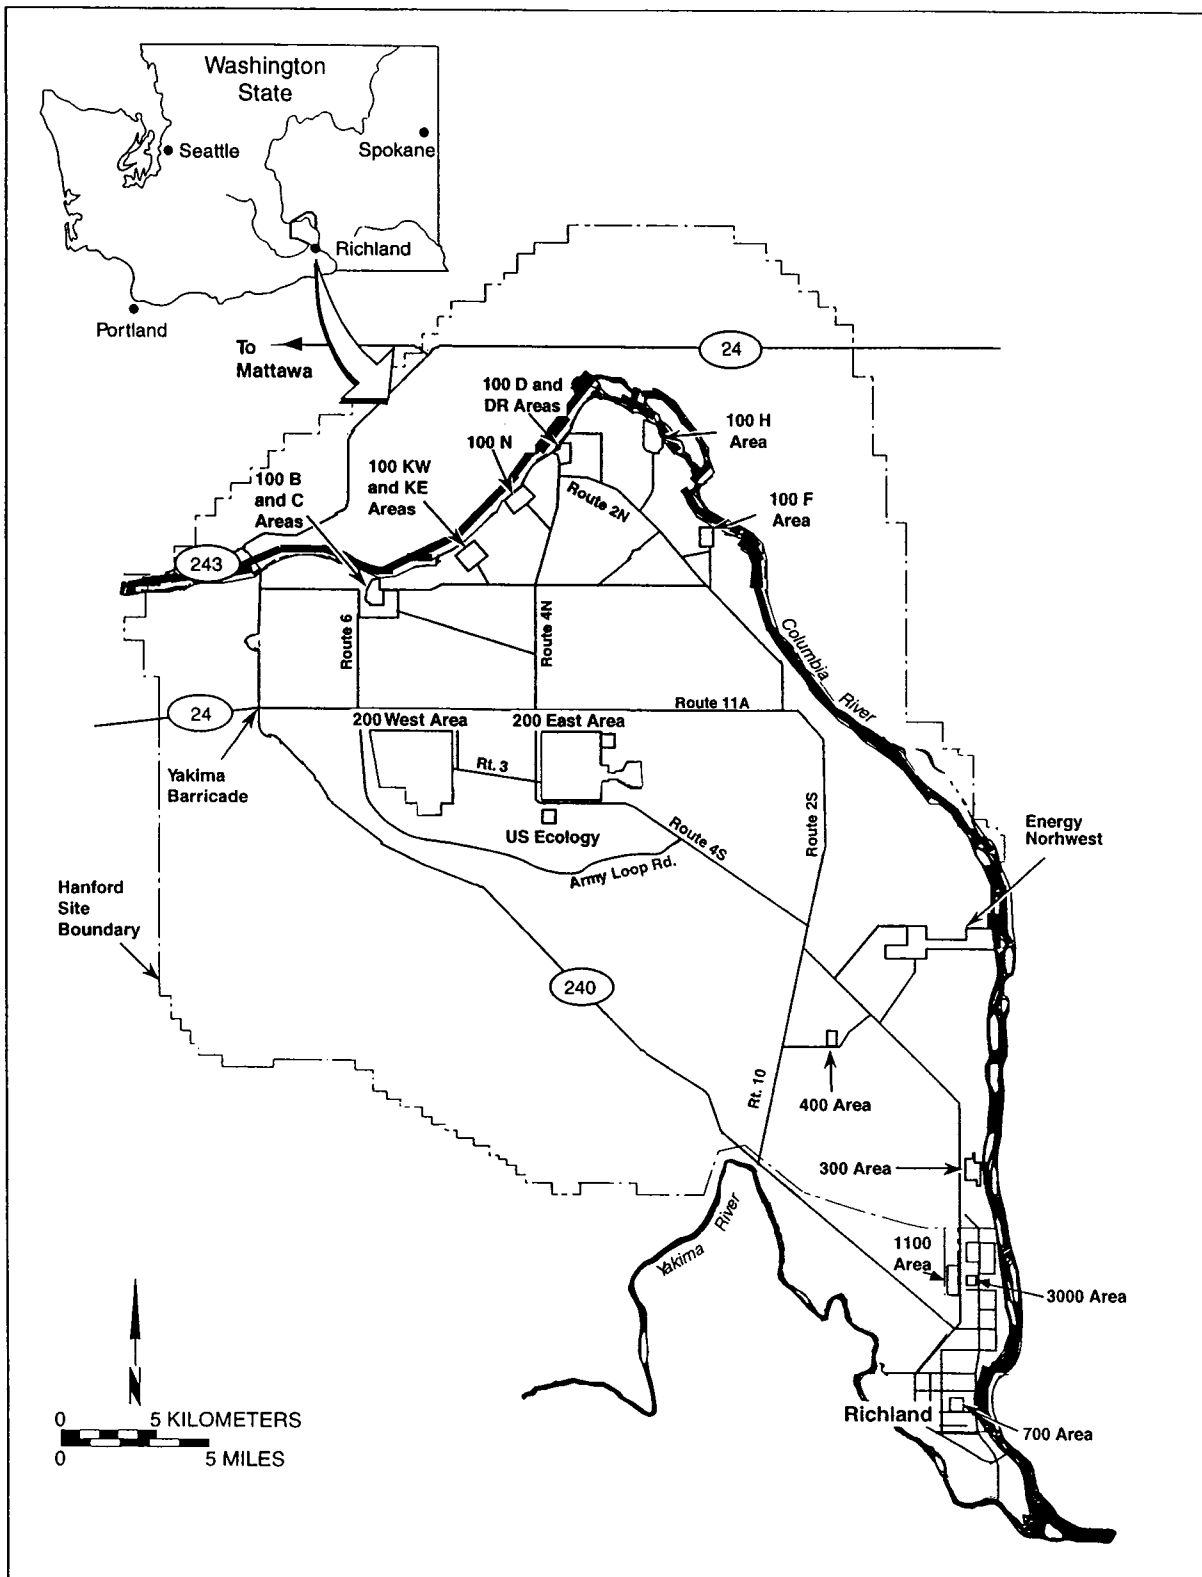 Washington
State
Seattle
Spokane
Richland
Portland
To
Mattawa
24
100 D and
DR Areas
100 H
Area
100 N
100 KW
and KE
Areas
100 B
and C
Areas
100 F
Area
Route 2N
243
Columbia
River
Route 6
Route 4N
Route 11A
24
200 West Area
200 East Area
Rt. 3
Yakima
Barricade
US Ecology
Route 4S
Route 2S
Army Loop Rd.
Energy
Norhwest
Hanford
Site
Boundary
240
Rt. 10
400 Area
300 Area
Yakima
River
1100
Area
3000 Area
N
0 5 KILOMETERS
0 5 MILES
Richland
700 Area